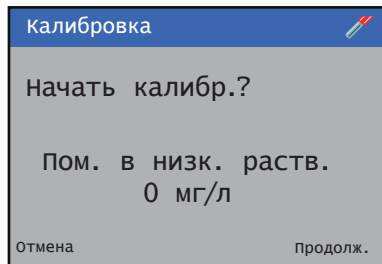 Калибровка
Начать калибр.?
Пом. в низк. раств.
0 мг/л
Отмена
Продолж.